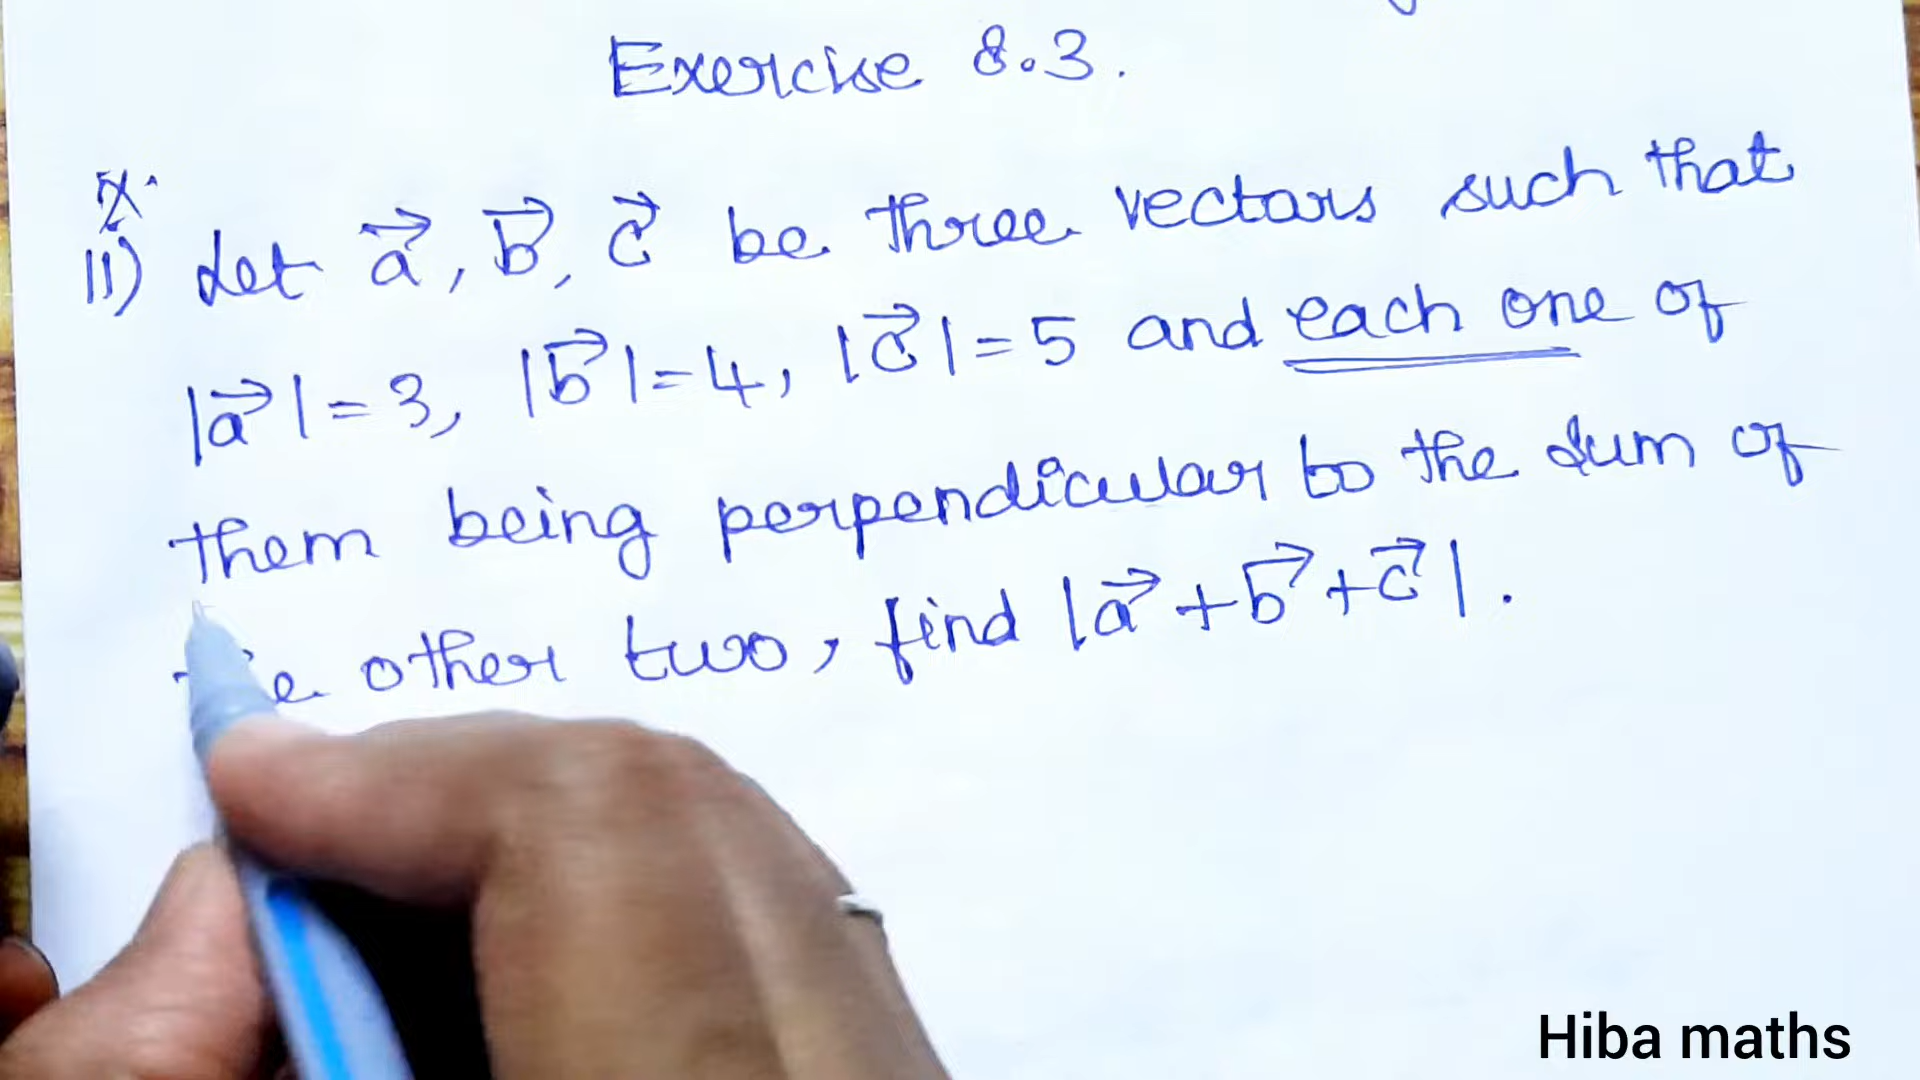 Exercise 8.3.
11) Let a⃗, b⃗, c⃗ be three vectors such that
|a⃗| = 3, |b⃗| = 4, |c⃗| = 5 and each one of
them being perpendicular to the sum of
other two, find |a⃗ + b⃗ + c⃗|.
Hiba maths